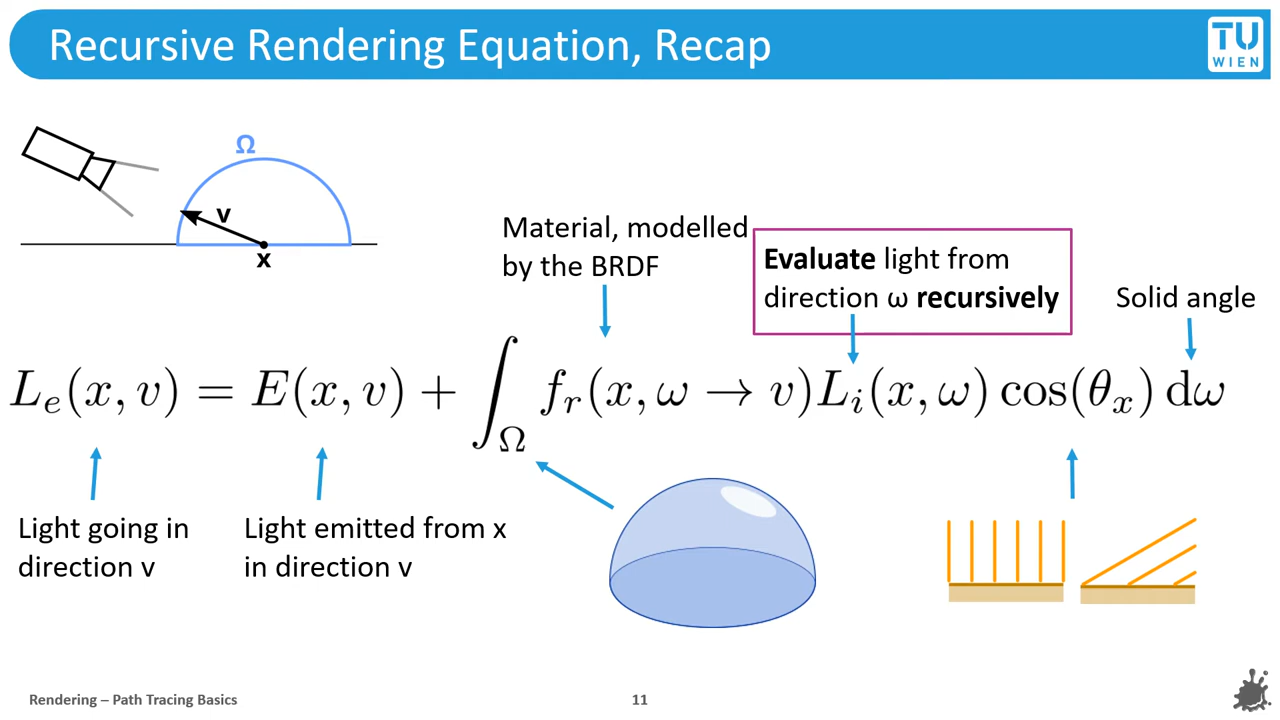 Recursive Rendering Equation, Recap
TU
WIEN
Ω
v
x
Material, modelled
by the BRDF
Evaluate light from
direction ω recursively
Solid angle
L_e(x, v) = E(x, v) + ∫_Ω f_r(x, ω → v)L_i(x, ω) cos(θ_x) dω
Light going in
direction v
Light emitted from x
in direction v
Rendering – Path Tracing Basics
11